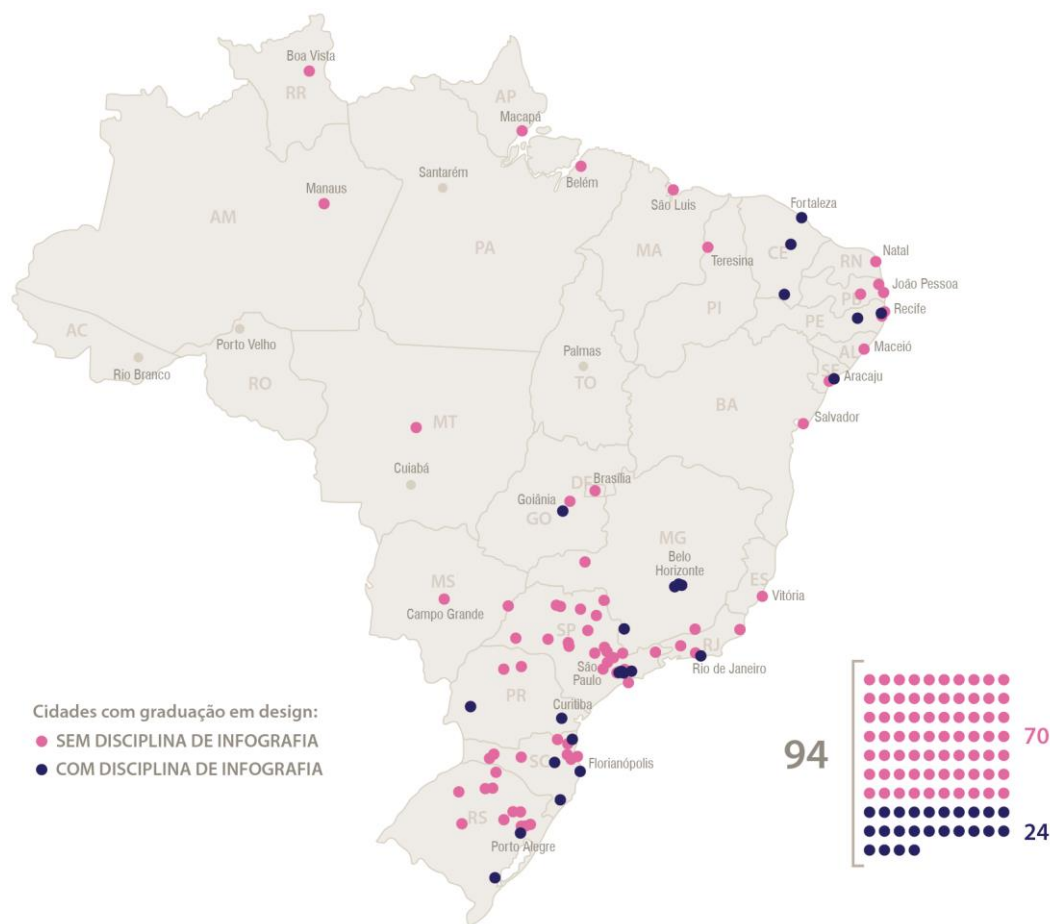 Boa Vista
RR
AP
Macapá
Santarém
Belém
Manaus
São Luis
Fortaleza
AM
PA
MA
Teresina
CE
RN
Natal
João Pessoa
PB
PI
Recife
PE
AC
Porto Velho
Rio Branco
RO
Palmas
TO
AL
Maceió
SE
Aracaju
BA
Salvador
MT
Cuiabá
DF
Brasília
Goiânia
GO
MG
Belo
Horizonte
ES
Vitória
MS
Campo Grande
SP
RJ
São
Paulo
Rio de Janeiro
PR
Curitiba
SC
Florianópolis
RS
Porto Alegre
Cidades com graduação em design:
SEM DISCIPLINA DE INFOGRAFIA
COM DISCIPLINA DE INFOGRAFIA
94
70
24